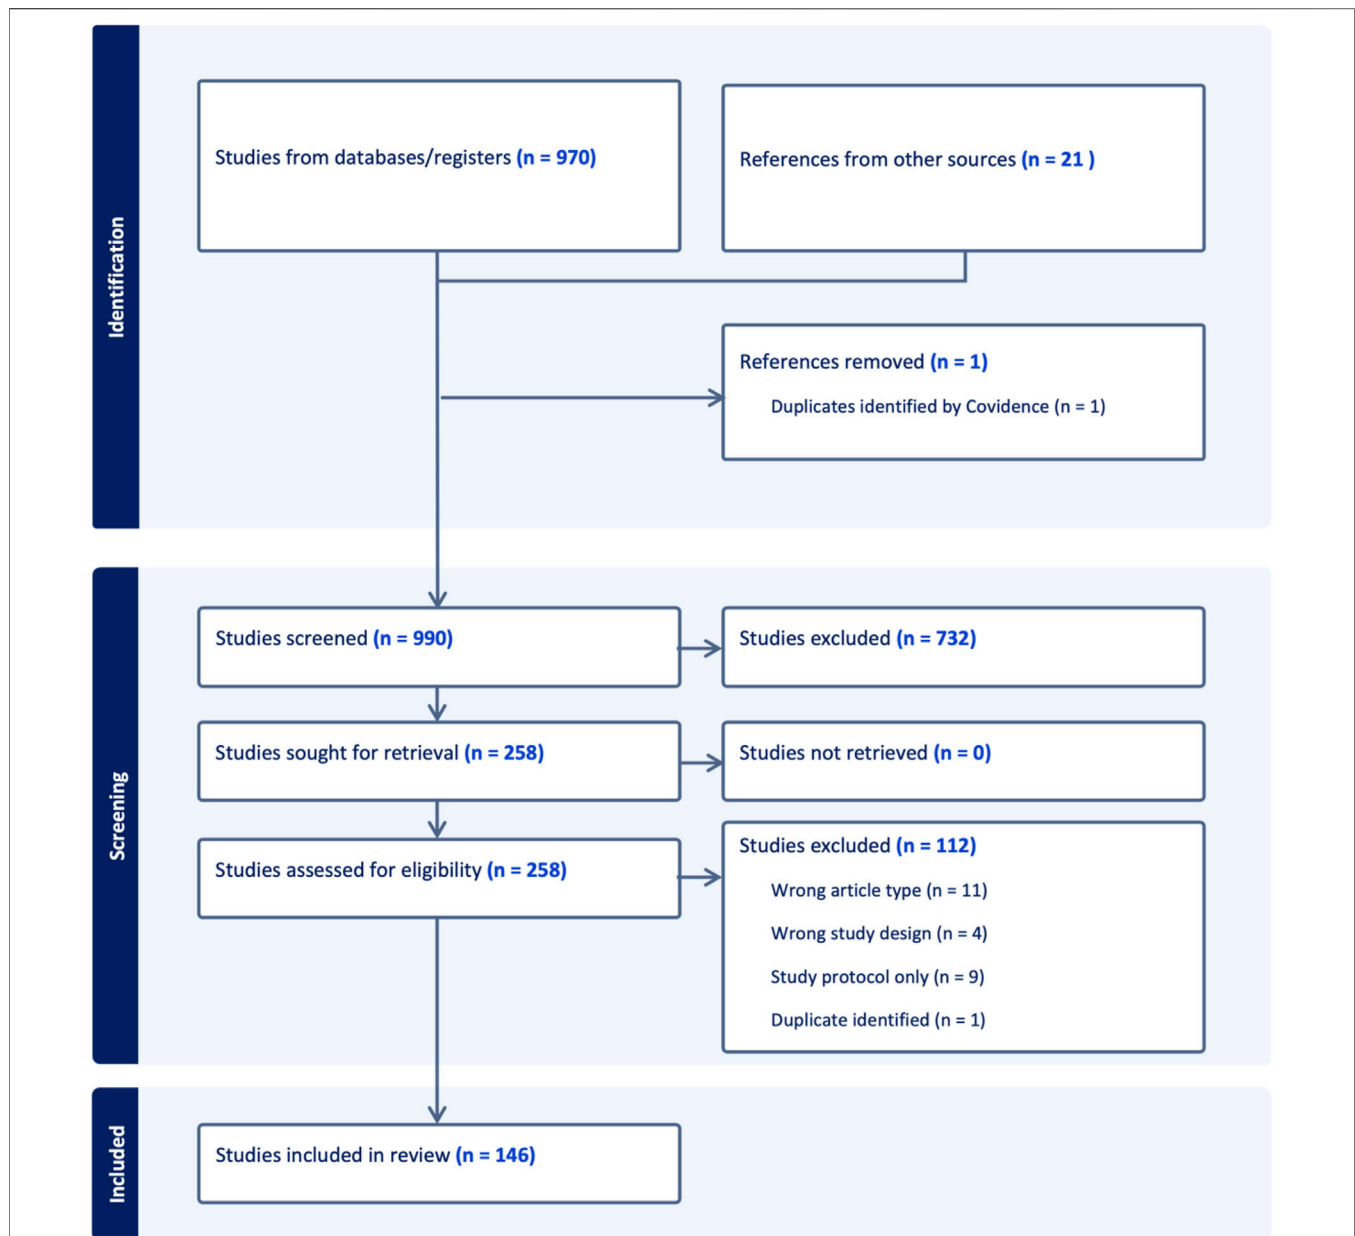 Identification
Studies from databases/registers (n = 970)
References from other sources (n = 21 )
References removed (n = 1)
Duplicates identified by Covidence (n = 1)
Screening
Studies screened (n = 990)
Studies excluded (n = 732)
Studies sought for retrieval (n = 258)
Studies not retrieved (n = 0)
Studies assessed for eligibility (n = 258)
Studies excluded (n = 112)
Wrong article type (n = 11)
Wrong study design (n = 4)
Study protocol only (n = 9)
Duplicate identified (n = 1)
Included
Studies included in review (n = 146)